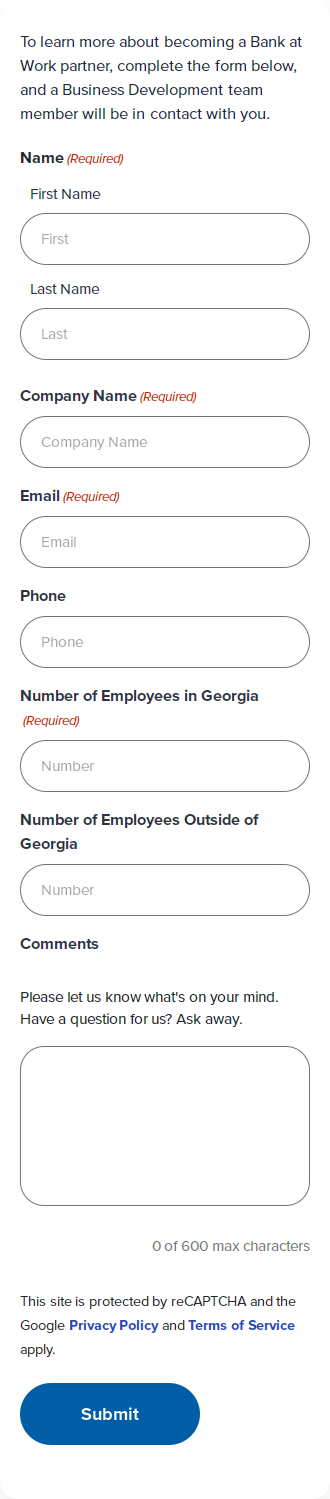 To learn more about becoming a Bank at
Work partner, complete the form below,
and a Business Development team
member will be in contact with you.
Name (Required)
First Name
First
Last Name
Last
Company Name (Required)
Company Name
Email (Required)
Email
Phone
Phone
Number of Employees in Georgia
(Required)
Number
Number of Employees Outside of
Georgia
Number
Comments
Please let us know what's on your mind.
Have a question for us? Ask away.
0 of 600 max characters
This site is protected by reCAPTCHA and the
Google Privacy Policy and Terms of Service
apply.
Submit